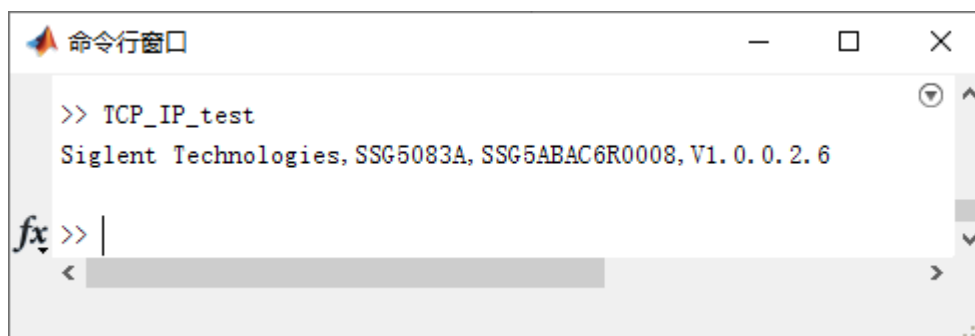 命令行窗口
>> TCP_IP_test
Siglent Technologies,SSG5083A,SSG5ABAC6R0008,V1.0.0.2.6
fx >>